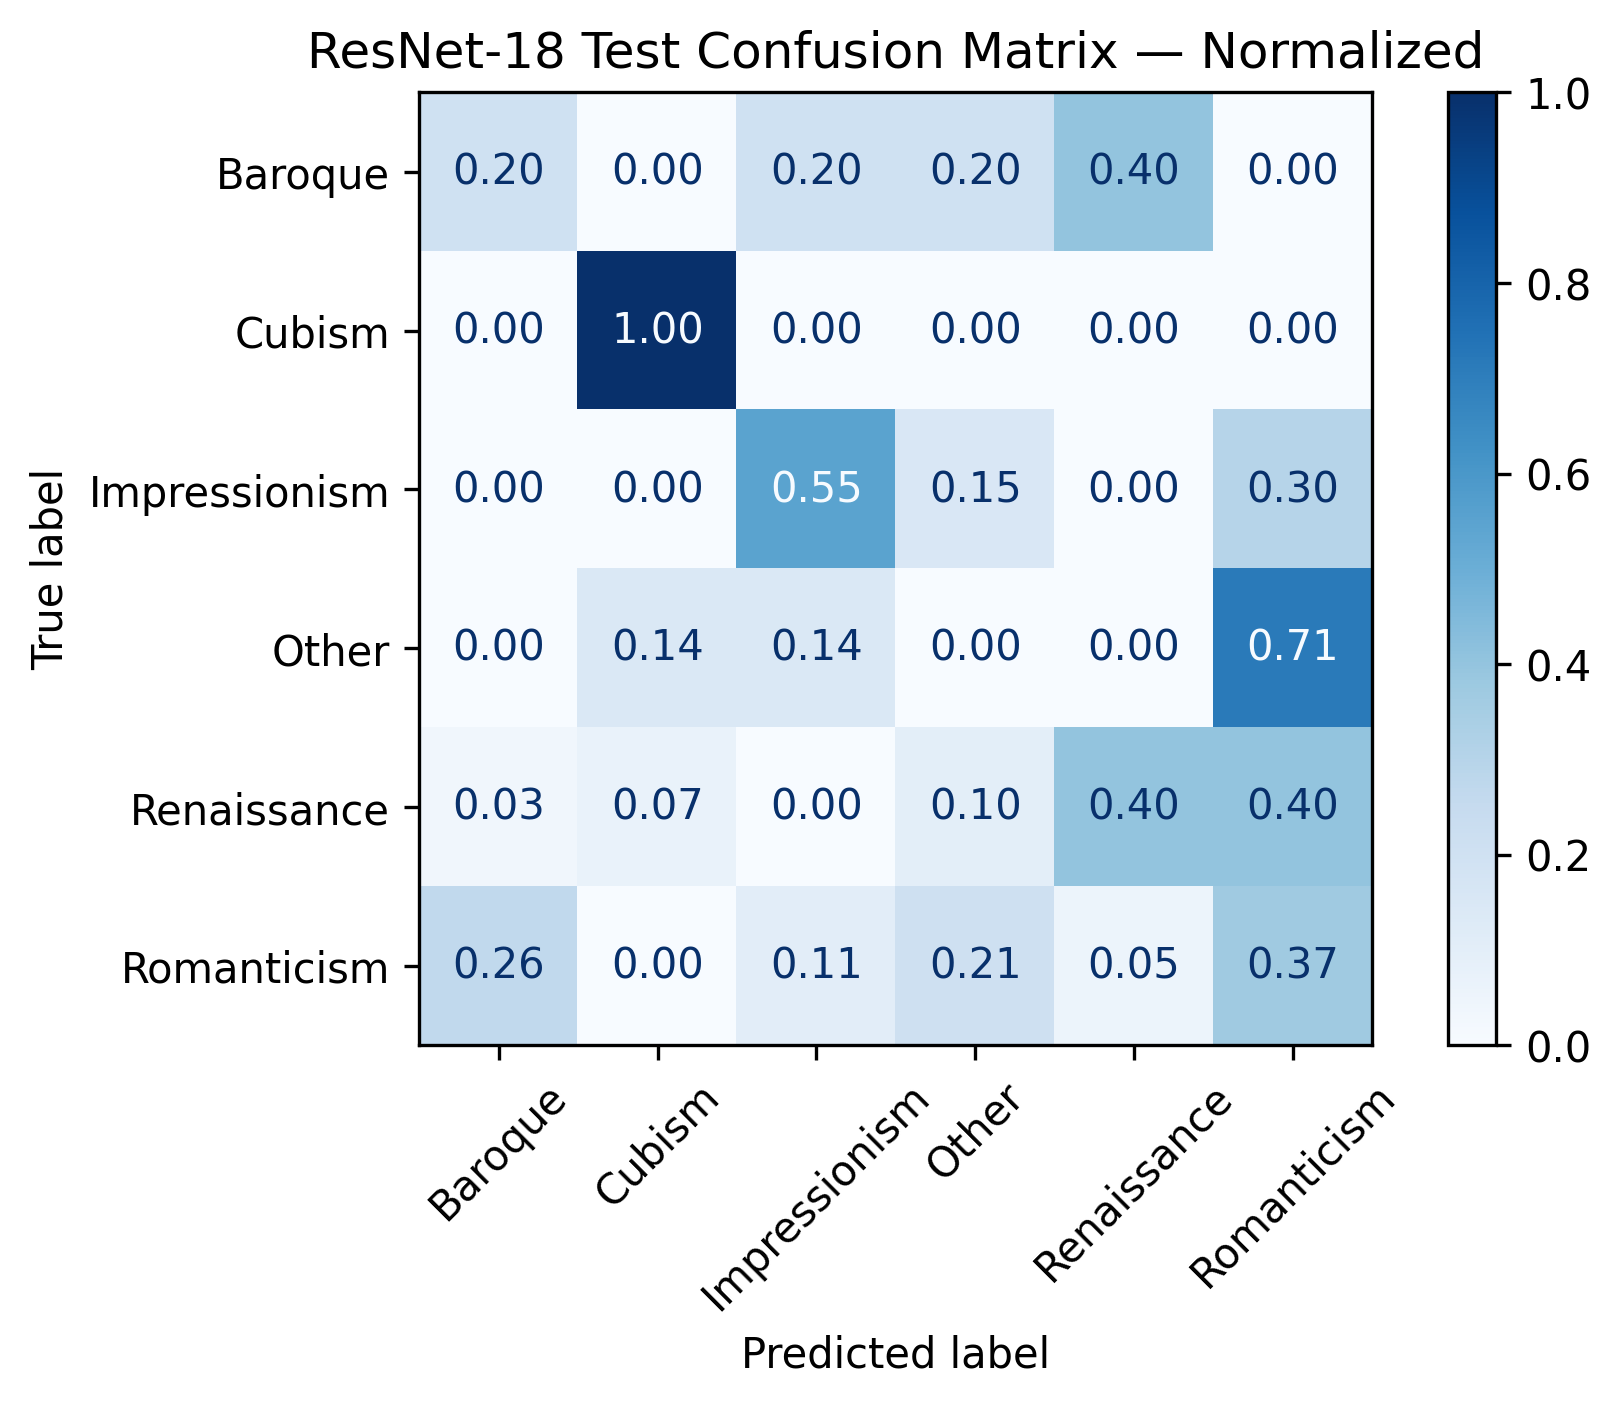 ResNet-18 Test Confusion Matrix — Normalized
True label
Baroque 0.20 0.00 0.20 0.20 0.40 0.00
Cubism 0.00 1.00 0.00 0.00 0.00 0.00
Impressionism 0.00 0.00 0.55 0.15 0.00 0.30
Other 0.00 0.14 0.14 0.00 0.00 0.71
Renaissance 0.03 0.07 0.00 0.10 0.40 0.40
Romanticism 0.26 0.00 0.11 0.21 0.05 0.37
Baroque Cubism Impressionism Other Renaissance Romanticism
Predicted label
1.0
0.8
0.6
0.4
0.2
0.0